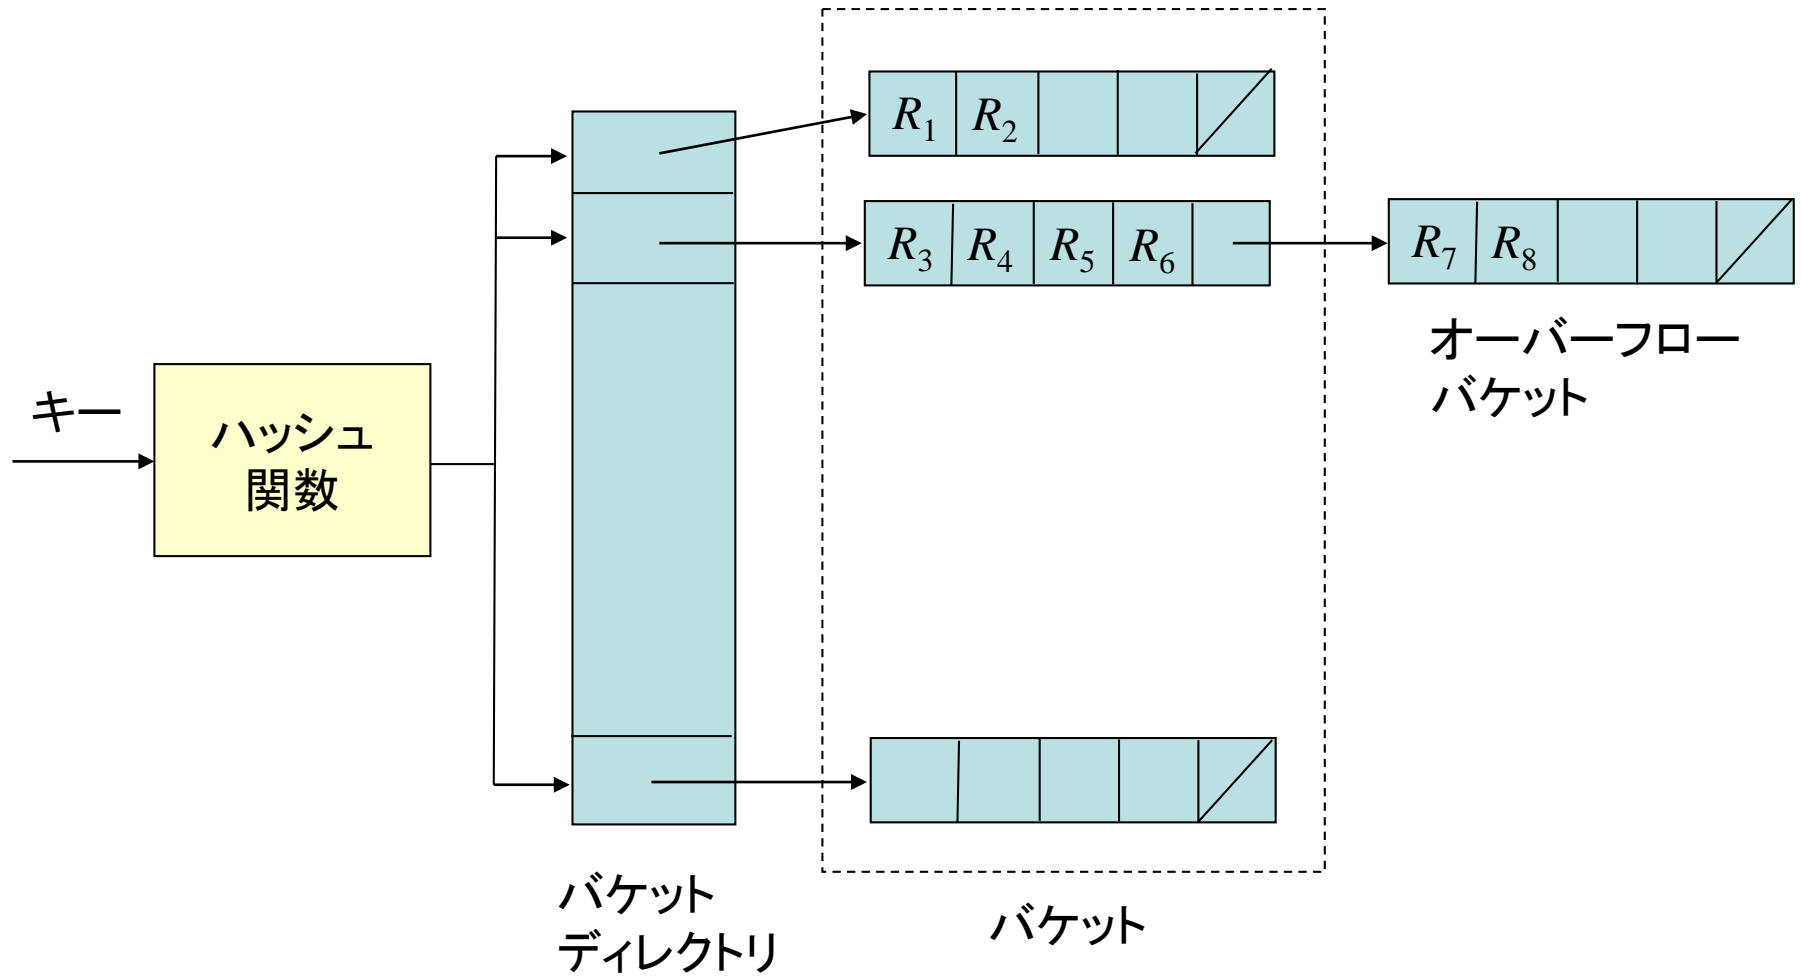 R1 R2
R3 R4 R5 R6
R7 R8
オーバーフロー
バケット
キー
ハッシュ
関数
バケット
ディレクトリ
バケット